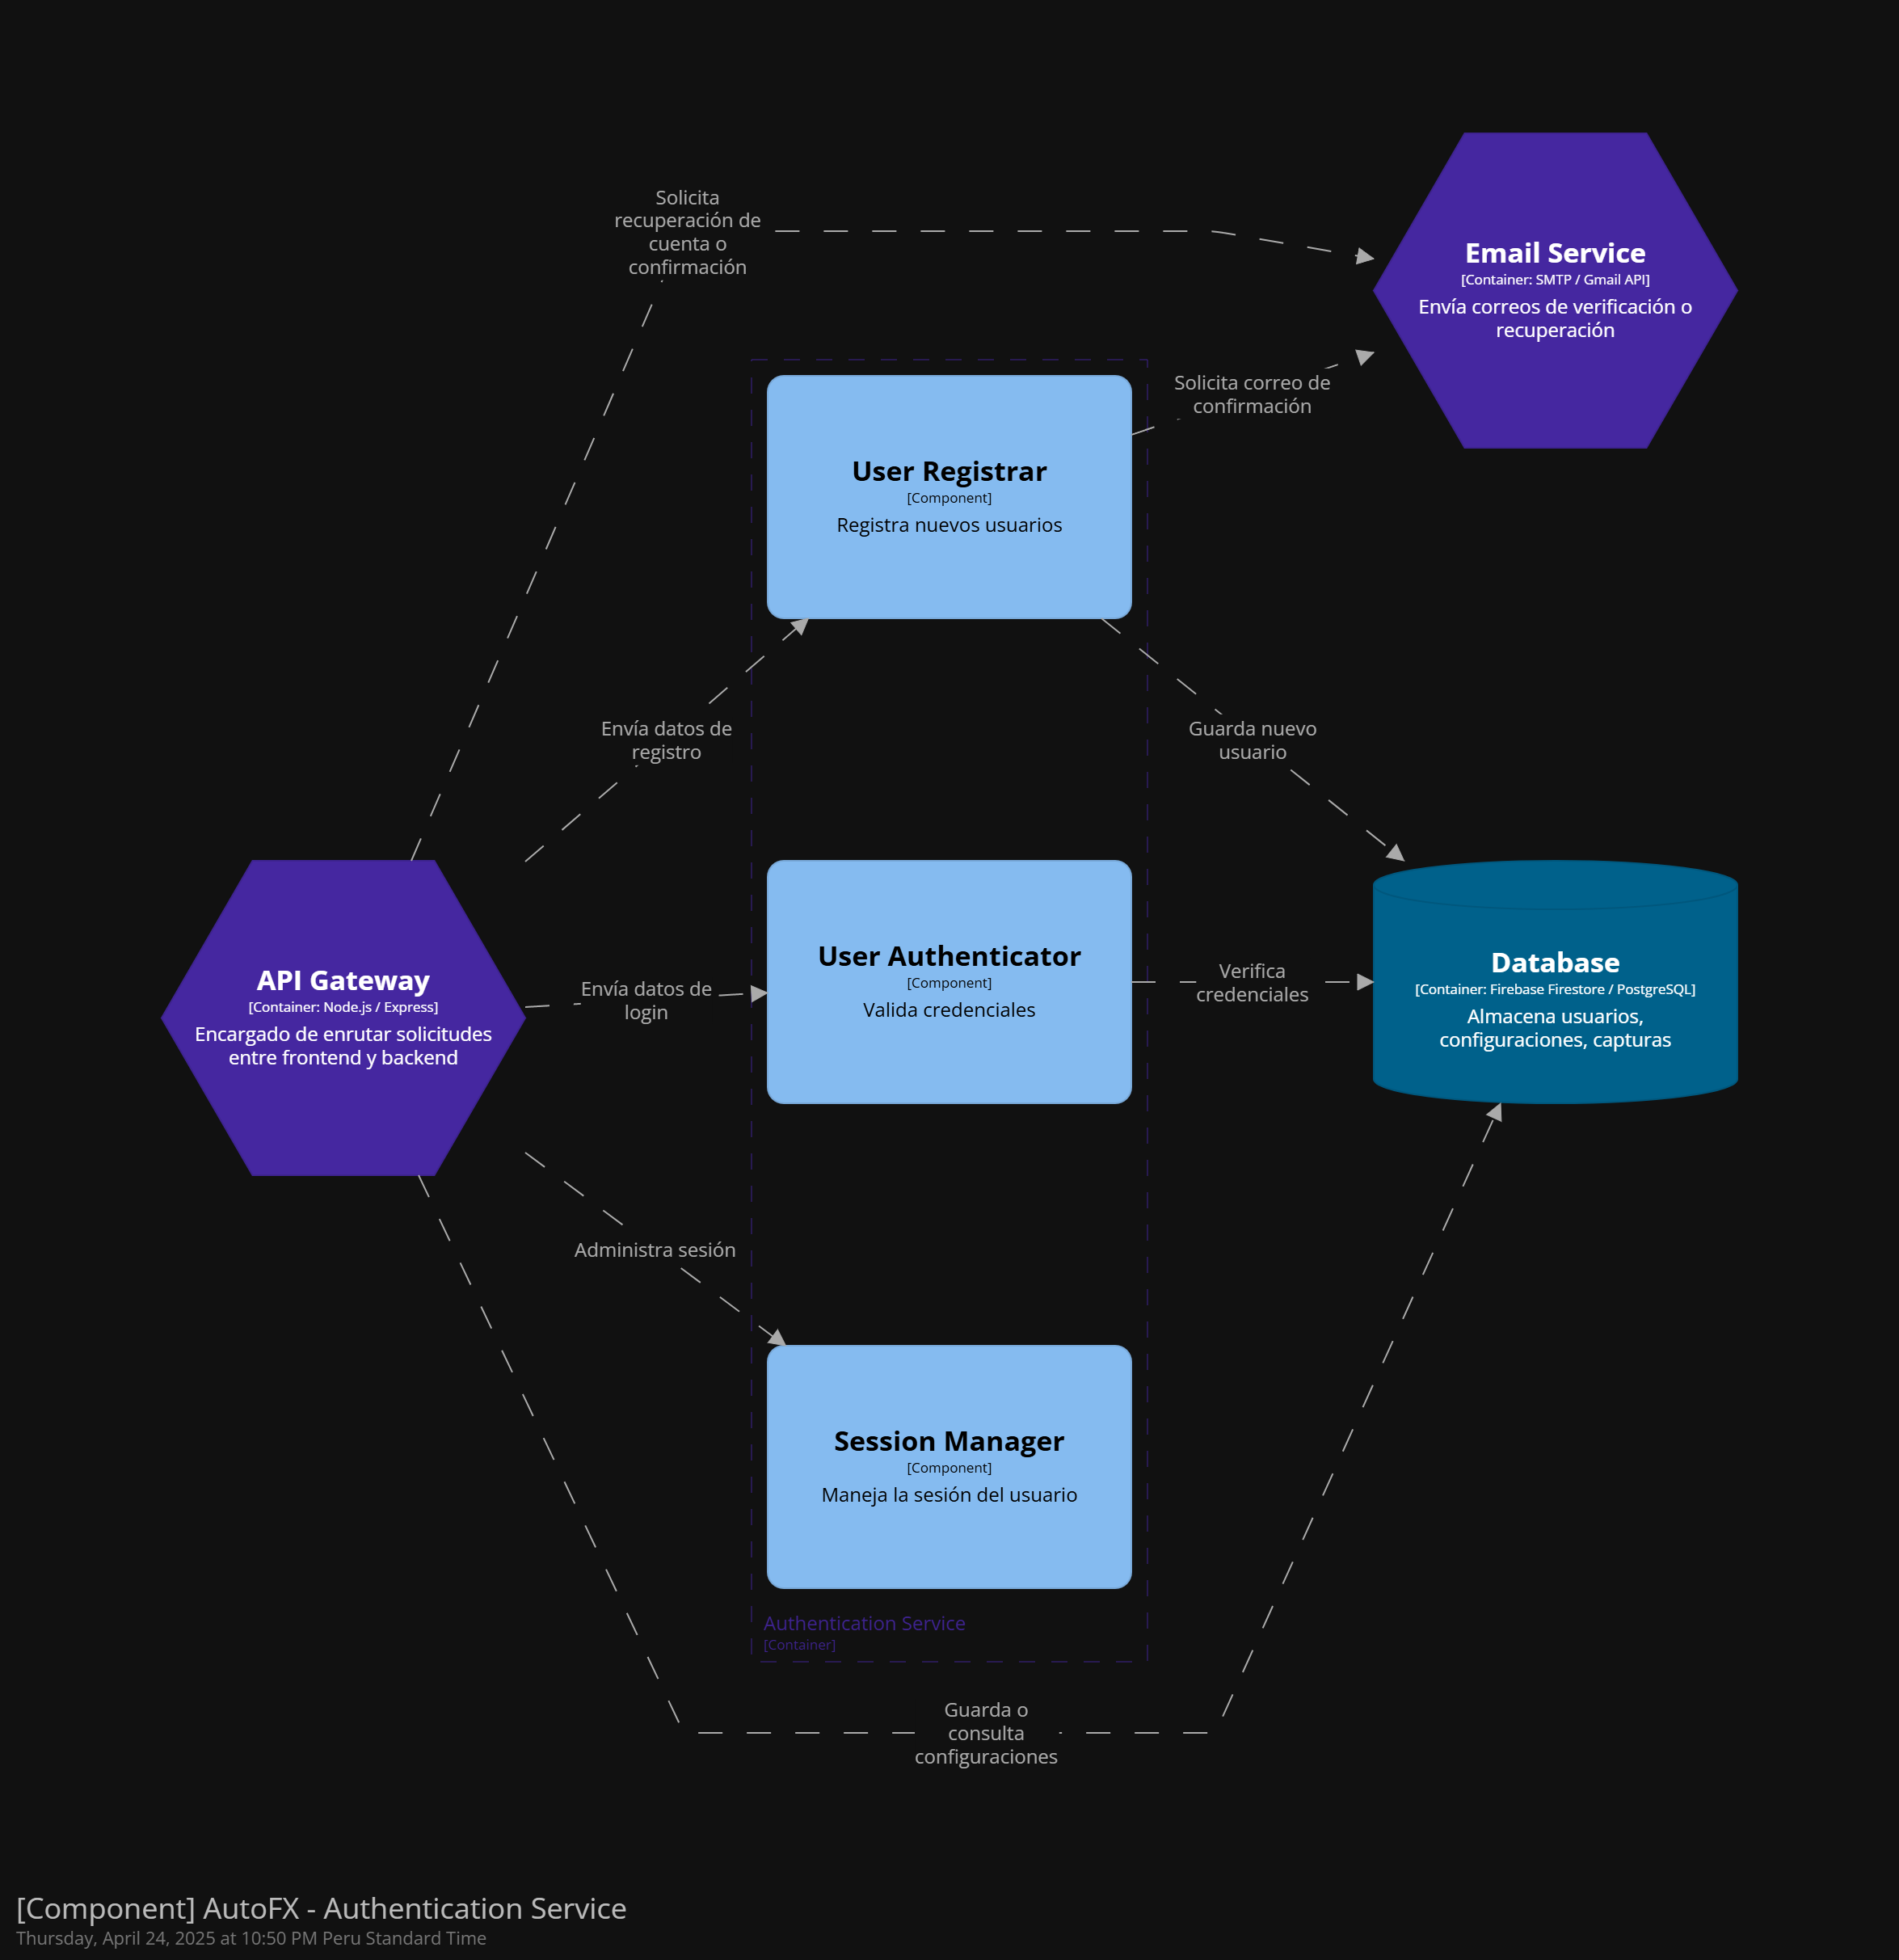 Solicita
recuperación de
cuenta o
confirmación
Email Service
[Container: SMTP / Gmail API]
Envía correos de verificación o
recuperación
Solicita correo de
confirmación
User Registrar
[Component]
Registra nuevos usuarios
Envía datos de
registro
Guarda nuevo
usuario
API Gateway
[Container: Node.js / Express]
Encargado de enrutar solicitudes
entre frontend y backend
Envía datos de
login
User Authenticator
[Component]
Valida credenciales
Verifica
credenciales
Database
[Container: Firebase Firestore / PostgreSQL]
Almacena usuarios,
configuraciones, capturas
Administra sesión
Session Manager
[Component]
Maneja la sesión del usuario
Authentication Service
[Container]
Guarda o
consulta
configuraciones
[Component] AutoFX - Authentication Service
Thursday, April 24, 2025 at 10:50 PM Peru Standard Time